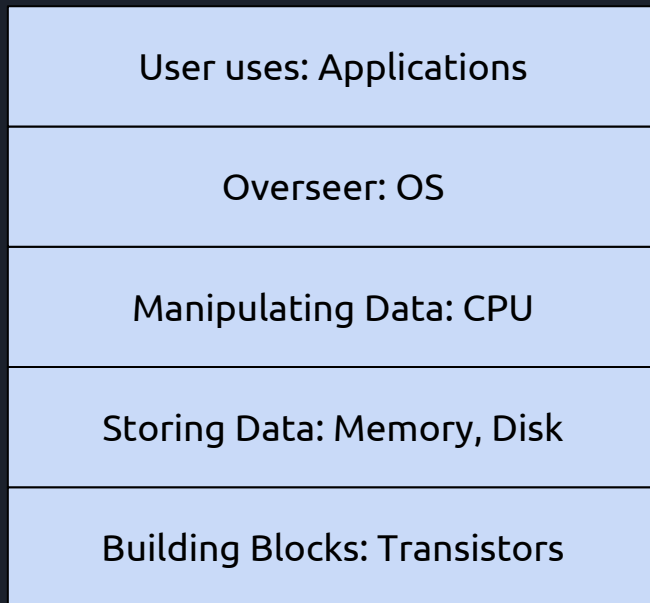 User uses: Applications
Overseer: OS
Manipulating Data: CPU
Storing Data: Memory, Disk
Building Blocks: Transistors